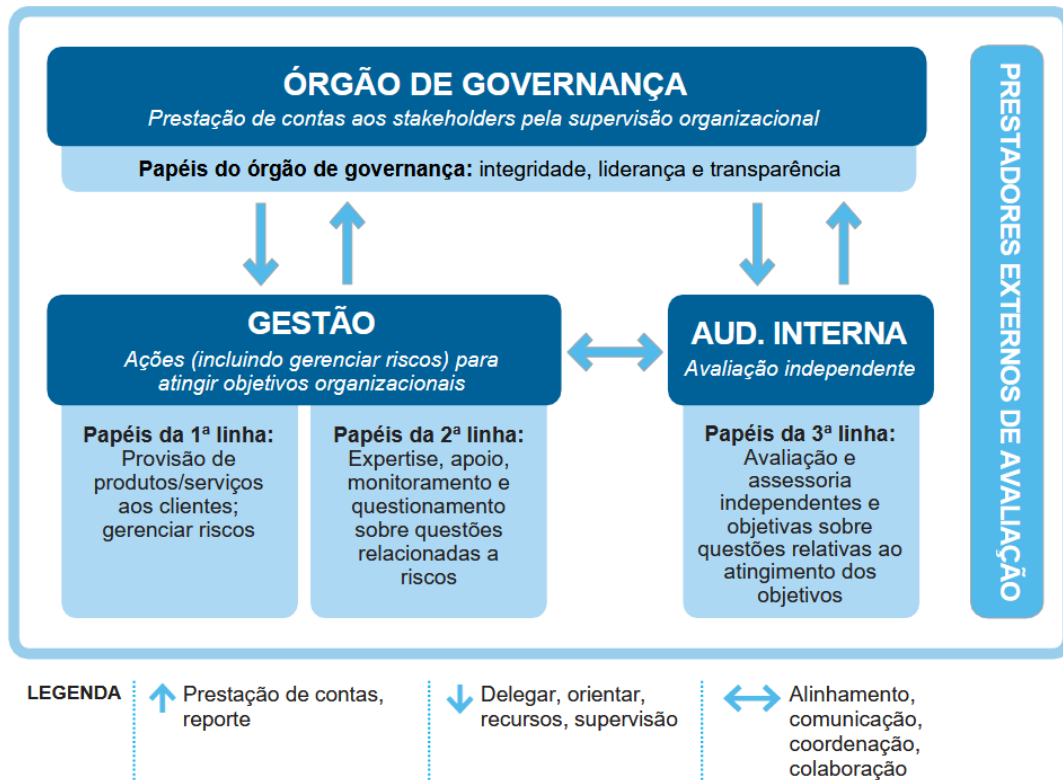 ÓRGÃO DE GOVERNANÇA
Prestação de contas aos stakeholders pela supervisão organizacional
Papéis do órgão de governança: integridade, liderança e transparência
GESTÃO
Ações (incluindo gerenciar riscos) para
atingir objetivos organizacionais
Papéis da 1ª linha:
Provisão de
produtos/serviços
aos clientes;
gerenciar riscos
Papéis da 2ª linha:
Expertise, apoio,
monitoramento e
questionamento
sobre questões
relacionadas a
riscos
AUD. INTERNA
Avaliação independente
Papéis da 3ª linha:
Avaliação e
assessoria
independentes e
objetivas sobre
questões relativas ao
atingimento dos
objetivos
PRESTADORES EXTERNOS DE AVALIAÇÃO
LEGENDA
Prestação de contas,
reporte
Delegar, orientar,
recursos, supervisão
Alinhamento,
comunicação,
coordenação,
colaboração